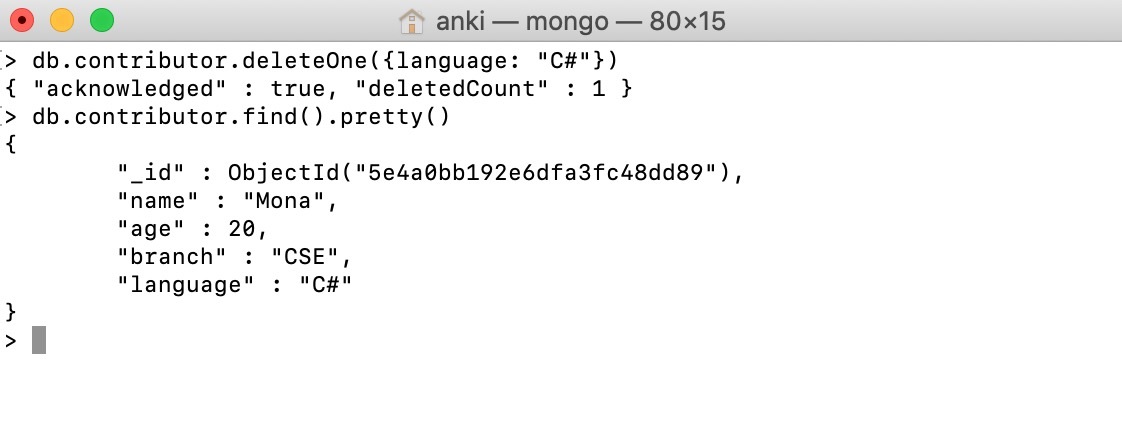 anki — mongo — 80×15
> db.contributor.deleteOne({language: "C#"})
{ "acknowledged" : true, "deletedCount" : 1 }
> db.contributor.find().pretty()
{
        "_id" : ObjectId("5e4a0bb192e6dfa3fc48dd89"),
        "name" : "Mona",
        "age" : 20,
        "branch" : "CSE",
        "language" : "C#"
}
>